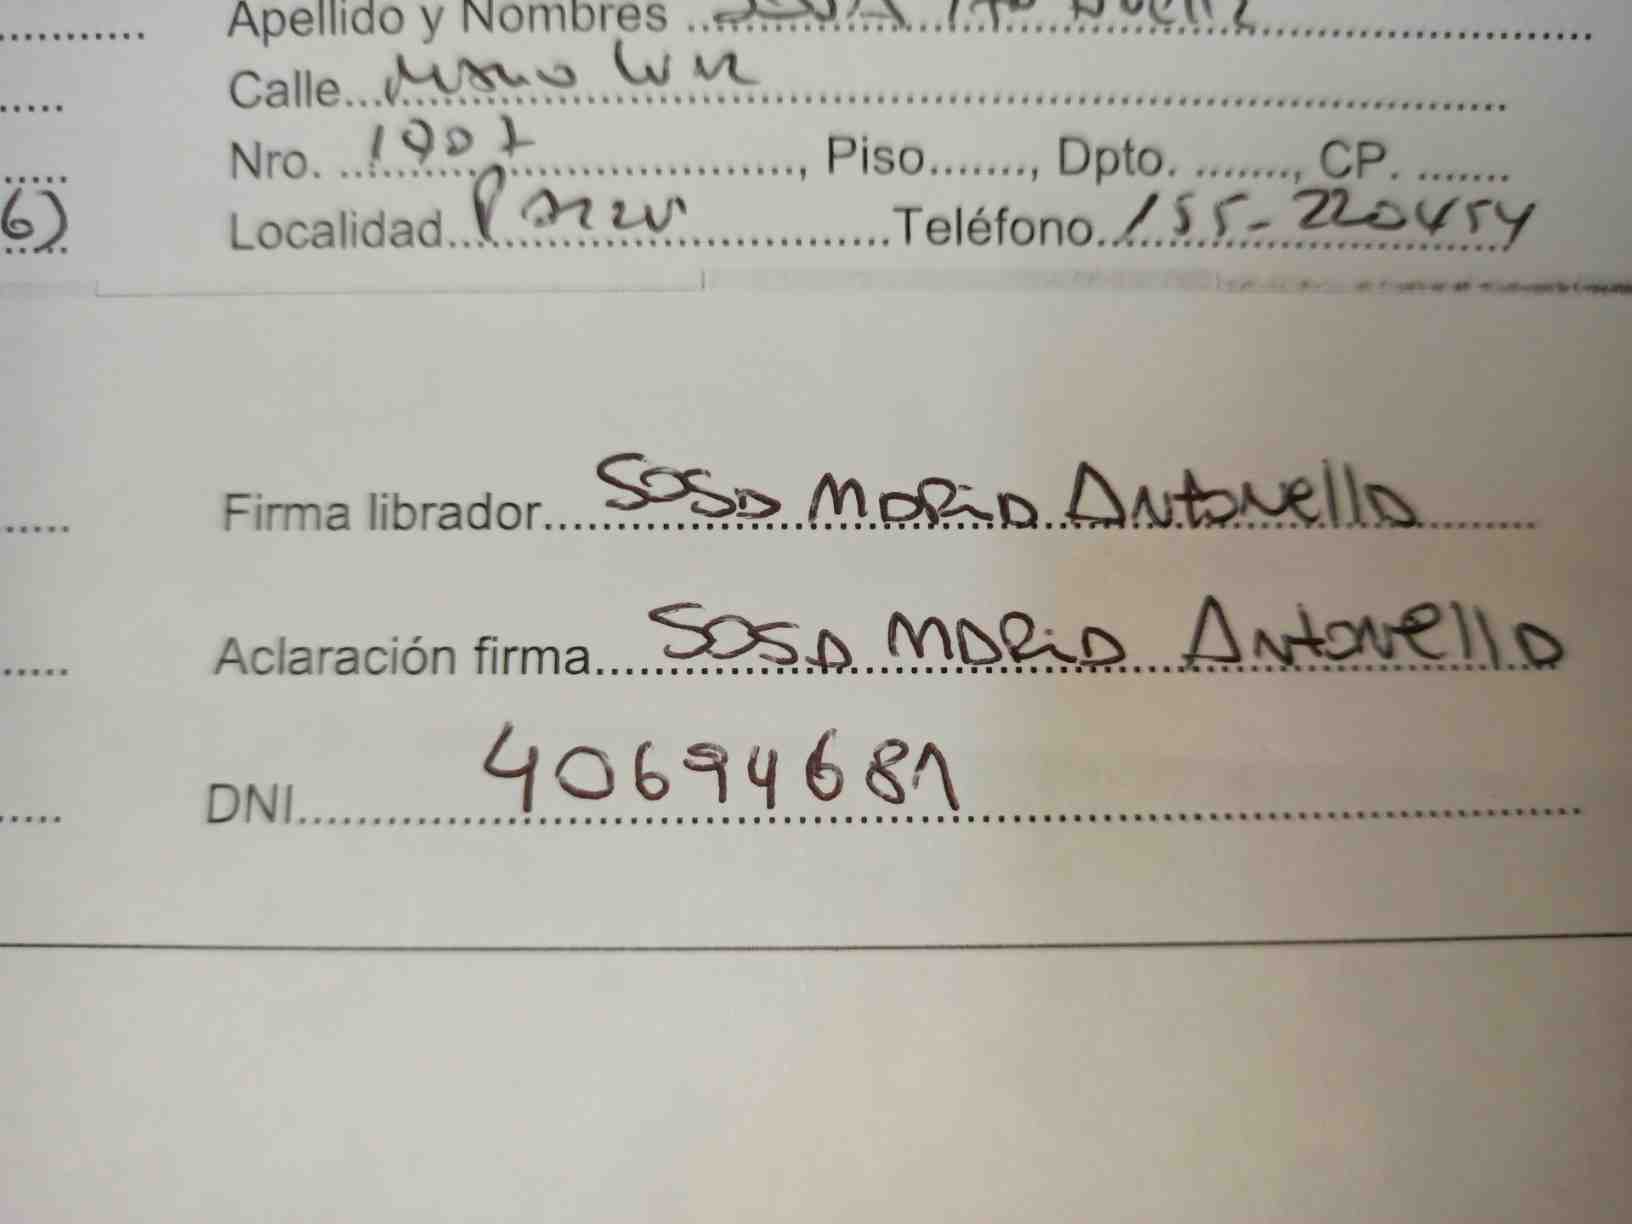 Apellido y Nombres
Calle
Nro. 1907, Piso......., Dpto. ......., CP. .......
6)
Localidad Teléfono 155-220454
Firma librador SOSA MARiA Antonella
Aclaración firma SOSA MARiA Antonella
DNI 40694681